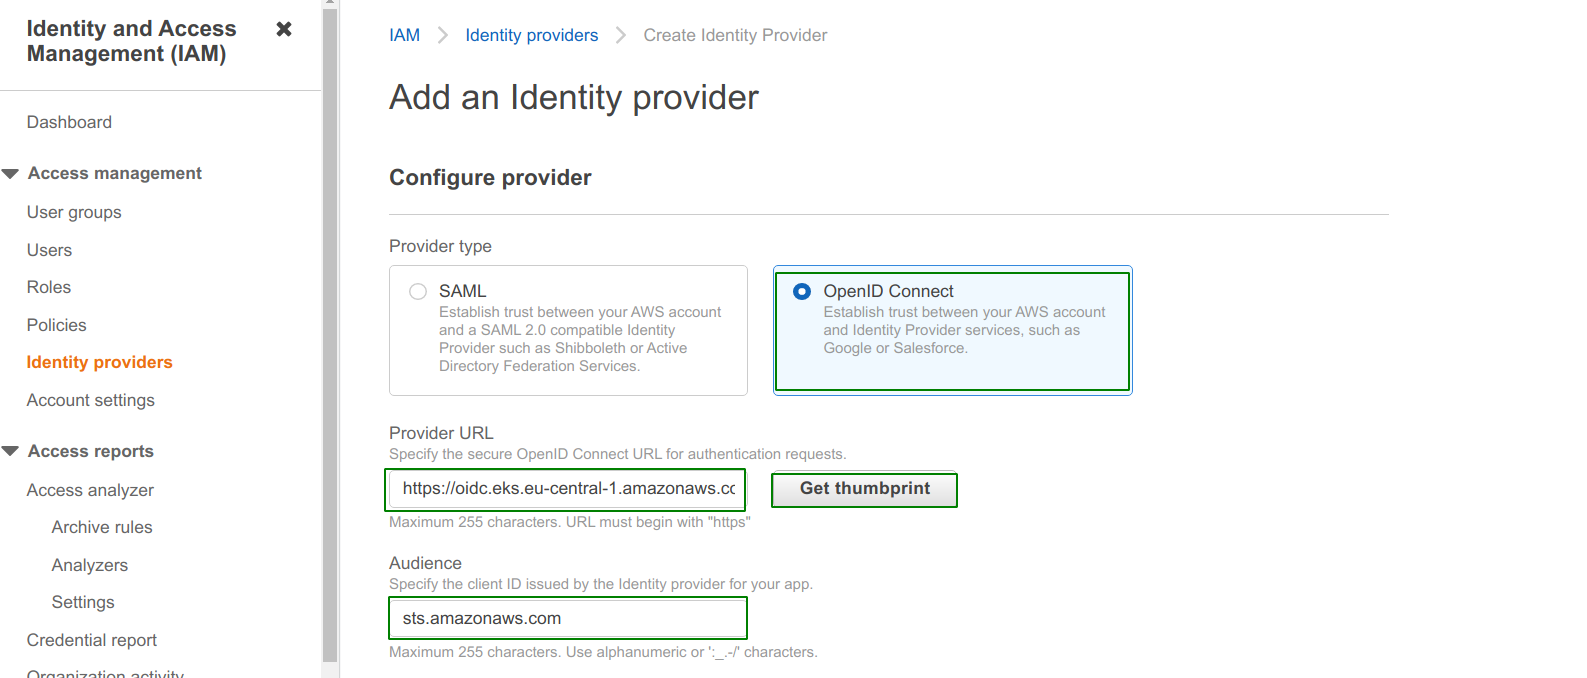 Identity and Access
Management (IAM)
Dashboard
Access management
User groups
Users
Roles
Policies
Identity providers
Account settings
Access reports
Access analyzer
Archive rules
Analyzers
Settings
Credential report
Organization activity
IAM > Identity providers > Create Identity Provider
Add an Identity provider
Configure provider
Provider type
SAML
Establish trust between your AWS account
and a SAML 2.0 compatible Identity
Provider such as Shibboleth or Active
Directory Federation Services.
OpenID Connect
Establish trust between your AWS account
and Identity Provider services, such as
Google or Salesforce.
Provider URL
Specify the secure OpenID Connect URL for authentication requests.
https://oidc.eks.eu-central-1.amazonaws.cc
Get thumbprint
Maximum 255 characters. URL must begin with "https"
Audience
Specify the client ID issued by the Identity provider for your app.
sts.amazonaws.com
Maximum 255 characters. Use alphanumeric or ':_.-/' characters.